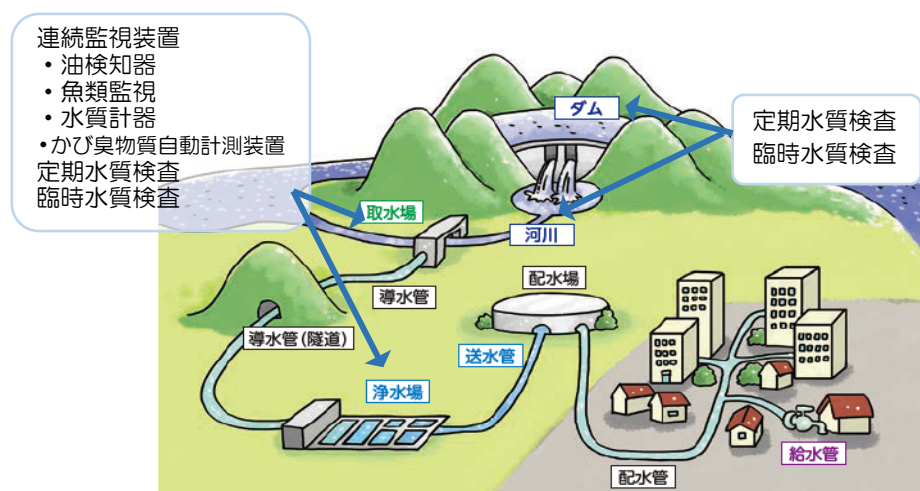 連続監視装置
・油検知器
・魚類監視
・水質計器
・かび臭物質自動計測装置
定期水質検査
臨時水質検査
ダム
定期水質検査
臨時水質検査
取水場
河川
導水管
配水場
導水管(隧道)
送水管
浄水場
給水管
配水管